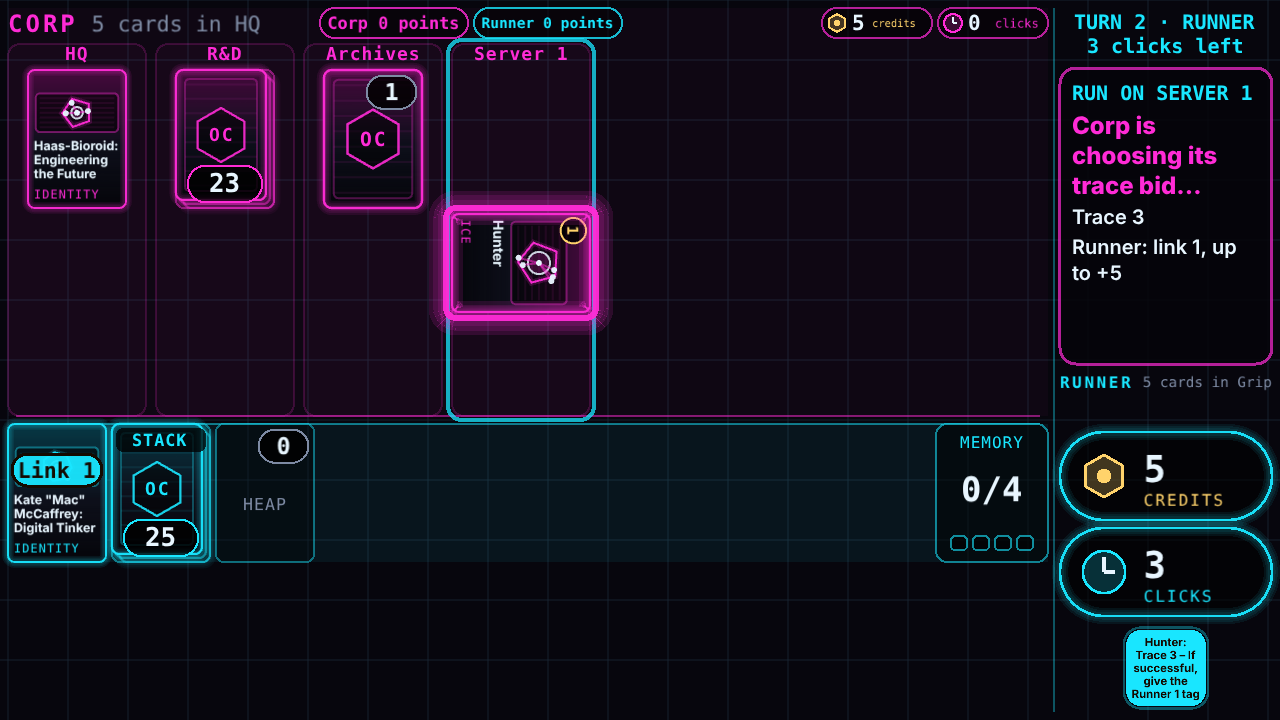 CORP 5 cards in HQ
Corp 0 points
Runner 0 points
5 credits
0 clicks
TURN 2 · RUNNER
3 clicks left
HQ
R&D
Archives
Server 1
Haas-Bioroid:
Engineering
the Future
IDENTITY
OC
23
1
OC
ICE
Hunter
1
RUN ON SERVER 1
Corp is
choosing its
trace bid...
Trace 3
Runner: link 1, up
to +5
RUNNER 5 cards in Grip
Link 1
Kate "Mac"
McCaffrey:
Digital Tinker
IDENTITY
STACK
OC
25
0
HEAP
MEMORY
0/4
5
CREDITS
3
CLICKS
Hunter:
Trace 3 – If
successful,
give the
Runner 1 tag